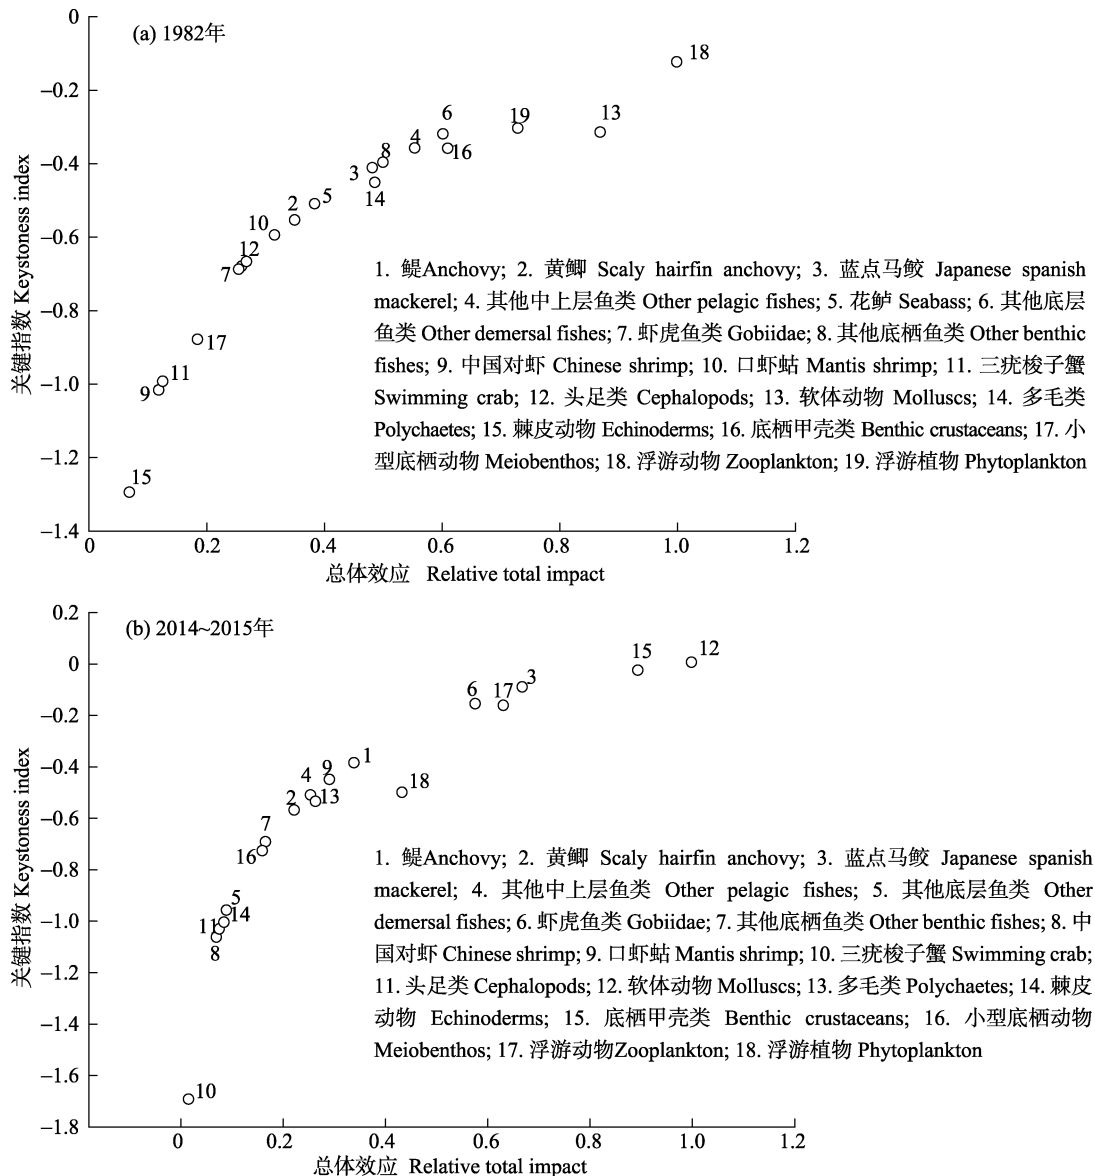 (a) 1982年
0
–0.2
–0.4
–0.6
–0.8
–1.0
–1.2
–1.4
关键指数 Keystoness index
18
13
19
6
4
16
8
3
14
5
2
10
12
7
17
11
9
15
1. 鳀Anchovy; 2. 黄鲫 Scaly hairfin anchovy; 3. 蓝点马鲛 Japanese spanish
mackerel; 4. 其他中上层鱼类 Other pelagic fishes; 5. 花鲈 Seabass; 6. 其他底层
鱼类 Other demersal fishes; 7. 虾虎鱼类 Gobiidae; 8. 其他底栖鱼类 Other benthic
fishes; 9. 中国对虾 Chinese shrimp; 10. 口虾蛄 Mantis shrimp; 11. 三疣梭子蟹
Swimming crab; 12. 头足类 Cephalopods; 13. 软体动物 Molluscs; 14. 多毛类
Polychaetes; 15. 棘皮动物 Echinoderms; 16. 底栖甲壳类 Benthic crustaceans; 17. 小
型底栖动物 Meiobenthos; 18. 浮游动物 Zooplankton; 19. 浮游植物 Phytoplankton
0 0.2 0.4 0.6 0.8 1.0 1.2
总体效应 Relative total impact
(b) 2014~2015年
0.2
0
–0.2
–0.4
–0.6
–0.8
–1.0
–1.2
–1.4
–1.6
–1.8
关键指数 Keystoness index
12
15
3
17
6
1
18
9
4
13
2
7
16
5
14
11
8
10
1. 鳀Anchovy; 2. 黄鲫 Scaly hairfin anchovy; 3. 蓝点马鲛 Japanese spanish
mackerel; 4. 其他中上层鱼类 Other pelagic fishes; 5. 其他底层鱼类 Other
demersal fishes; 6. 虾虎鱼类 Gobiidae; 7. 其他底栖鱼类 Other benthic fishes; 8. 中
国对虾 Chinese shrimp; 9. 口虾蛄 Mantis shrimp; 10. 三疣梭子蟹 Swimming crab;
11. 头足类 Cephalopods; 12. 软体动物 Molluscs; 13. 多毛类 Polychaetes; 14. 棘皮
动物 Echinoderms; 15. 底栖甲壳类 Benthic crustaceans; 16. 小型底栖动物
Meiobenthos; 17. 浮游动物Zooplankton; 18. 浮游植物 Phytoplankton
0 0.2 0.4 0.6 0.8 1.0 1.2
总体效应 Relative total impact